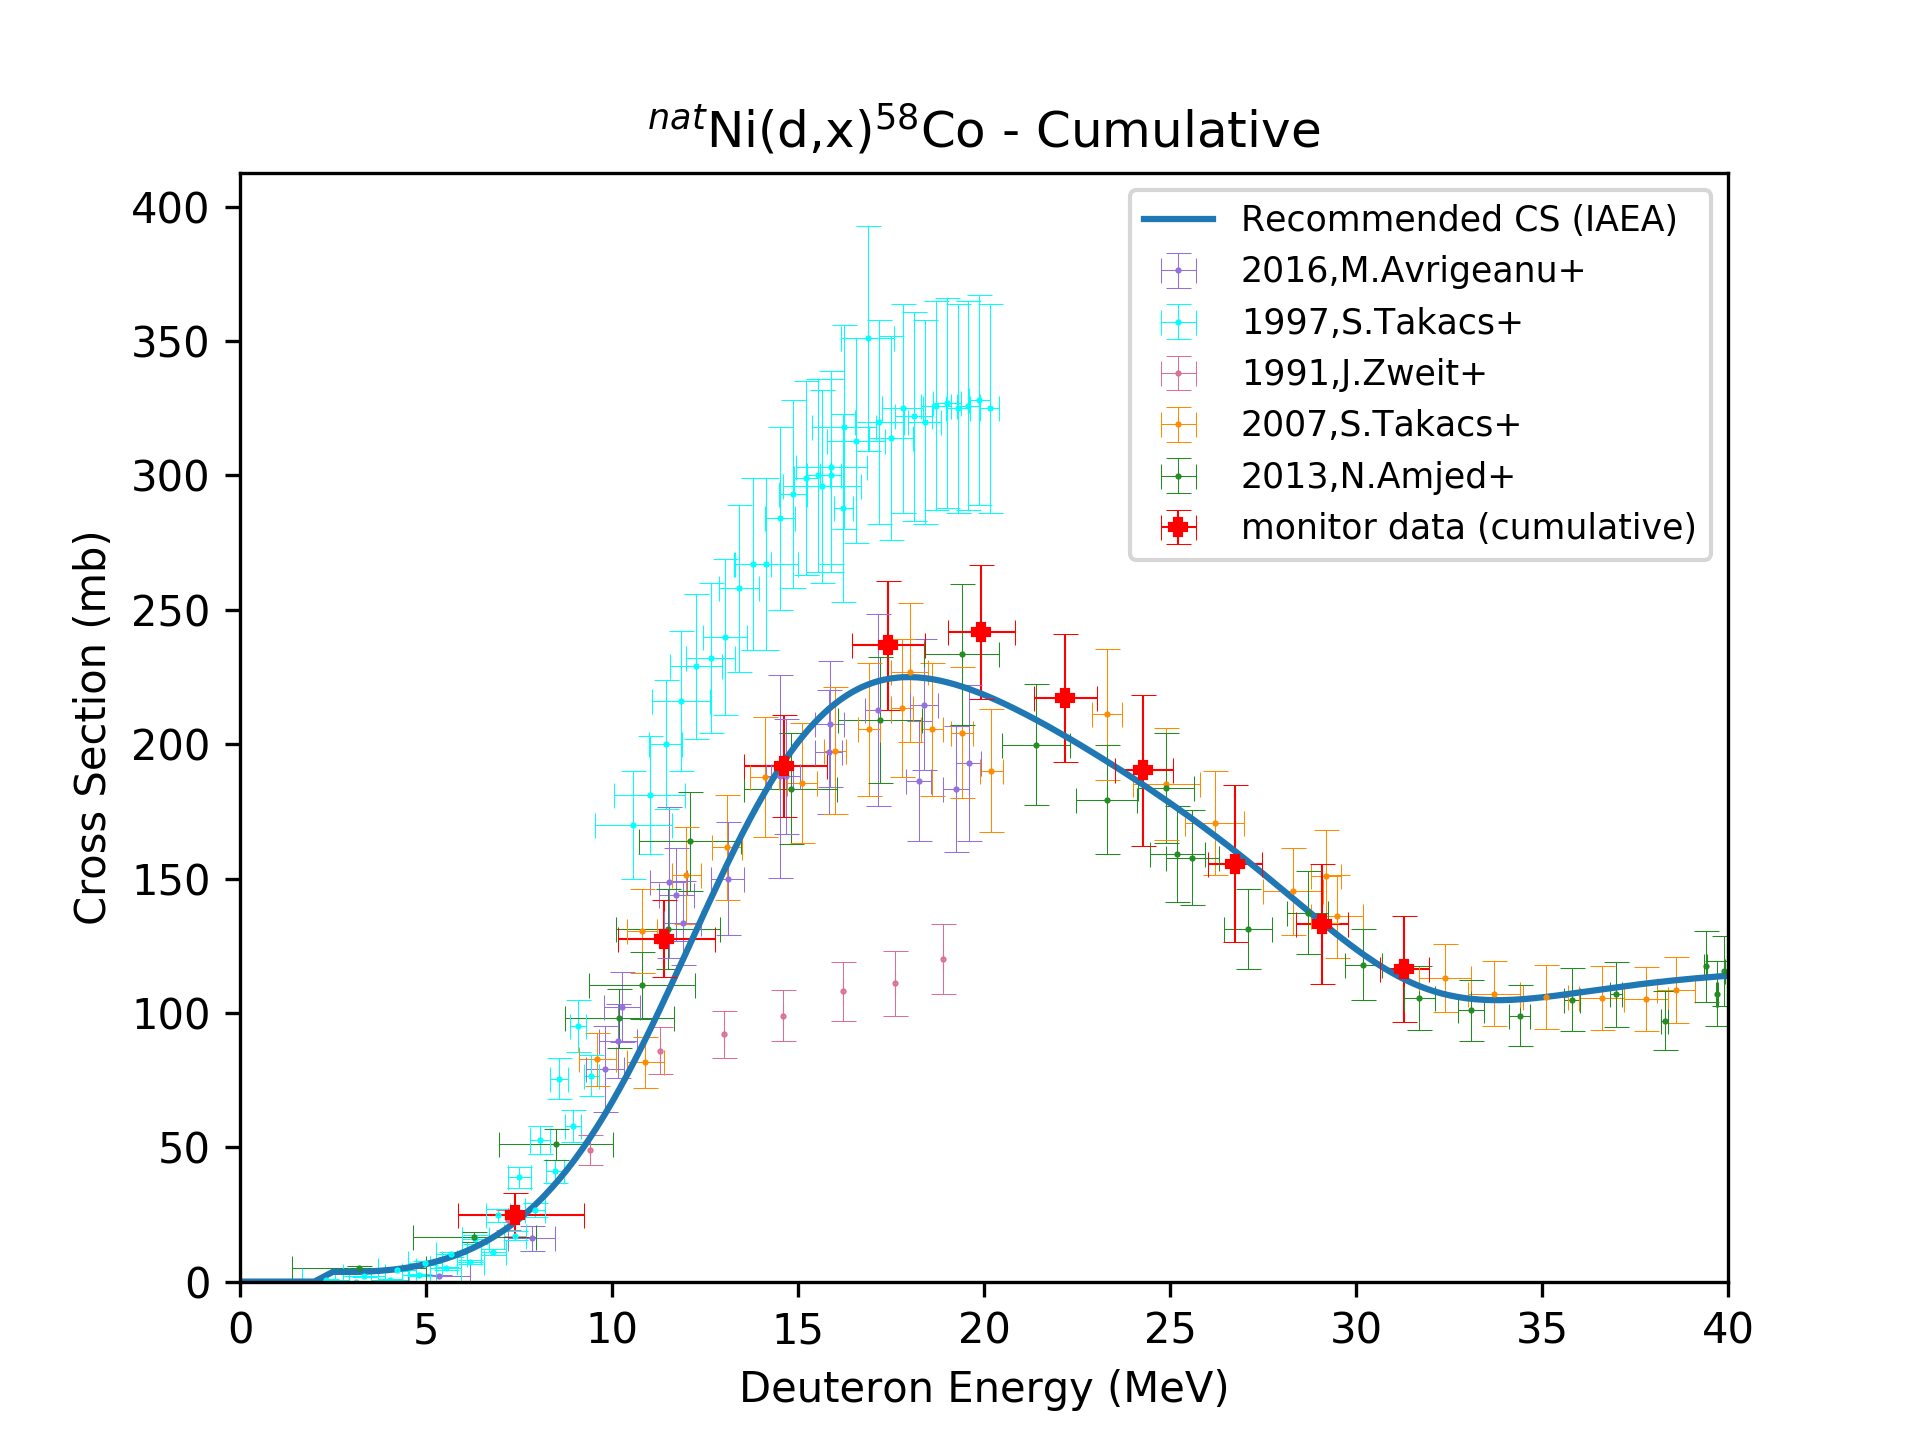 ⁿᵃᵗNi(d,x)⁵⁸Co - Cumulative
Cross Section (mb)
400
350
300
250
200
150
100
50
0
Recommended CS (IAEA)
2016,M.Avrigeanu+
1997,S.Takacs+
1991,J.Zweit+
2007,S.Takacs+
2013,N.Amjed+
monitor data (cumulative)
0 5 10 15 20 25 30 35 40
Deuteron Energy (MeV)